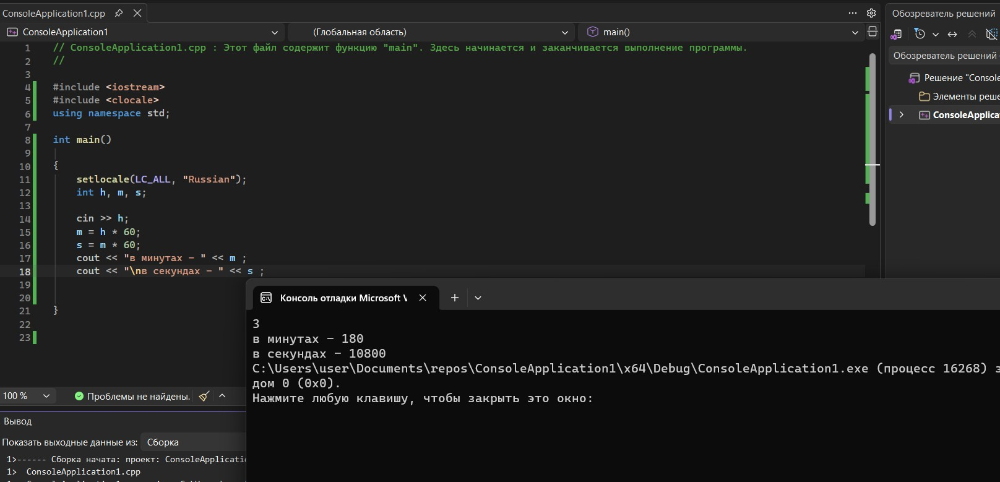 ConsoleApplication1.cpp
ConsoleApplication1
(Глобальная область)
main()
1 // ConsoleApplication1.cpp : Этот файл содержит функцию "main". Здесь начинается и заканчивается выполнение программы.
2 //
3
4 #include <iostream>
5 #include <clocale>
6 using namespace std;
7
8 int main()
9
10 {
11 setlocale(LC_ALL, "Russian");
12 int h, m, s;
13
14 cin >> h;
15 m = h * 60;
16 s = m * 60;
17 cout << "в минутах - " << m ;
18 cout << "\nв секундах - " << s ;
19
20
21 }
22
23
100 %
Проблемы не найдены.
Вывод
Показать выходные данные из: Сборка
1>------ Сборка начата: проект:
1> ConsoleApplication1.cpp
Обозреватель решений
Обозреватель решений
Решение
Элементы
Консоль отладки Microsoft
3
в минутах - 180
в секундах - 10800
C:\Users\user\Documents\repos\ConsoleApplication1\x64\Debug\ConsoleApplication1.exe (процесс 16268) з
дом 0 (0x0).
Нажмите любую клавишу, чтобы закрыть это окно: